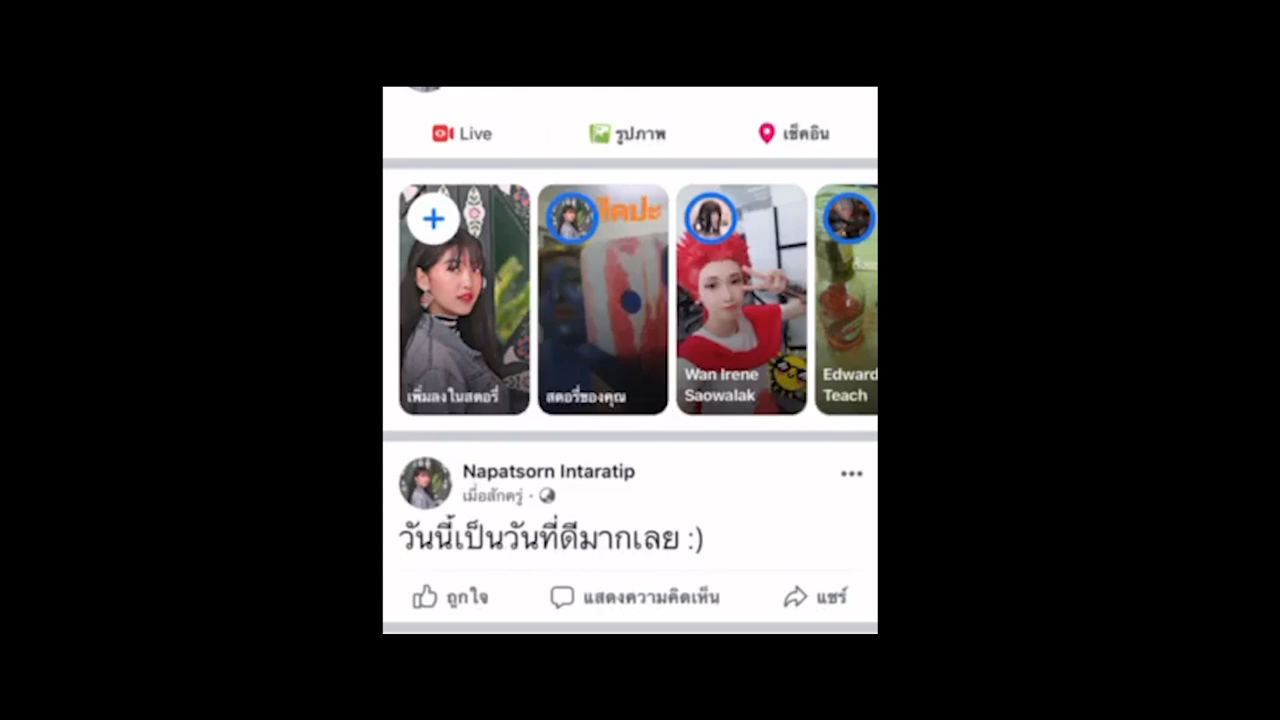 Live
รูปภาพ
เช็คอิน
ศิลปะ
เพิ่มลงในสตอรี่
สตอรี่ของคุณ
Wan Irene
Saowalak
Edward
Teach
Napatsorn Intaratip
เมื่อสักครู่ ·
วันนี้เป็นวันที่ดีมากเลย :)
ถูกใจ
แสดงความคิดเห็น
แชร์